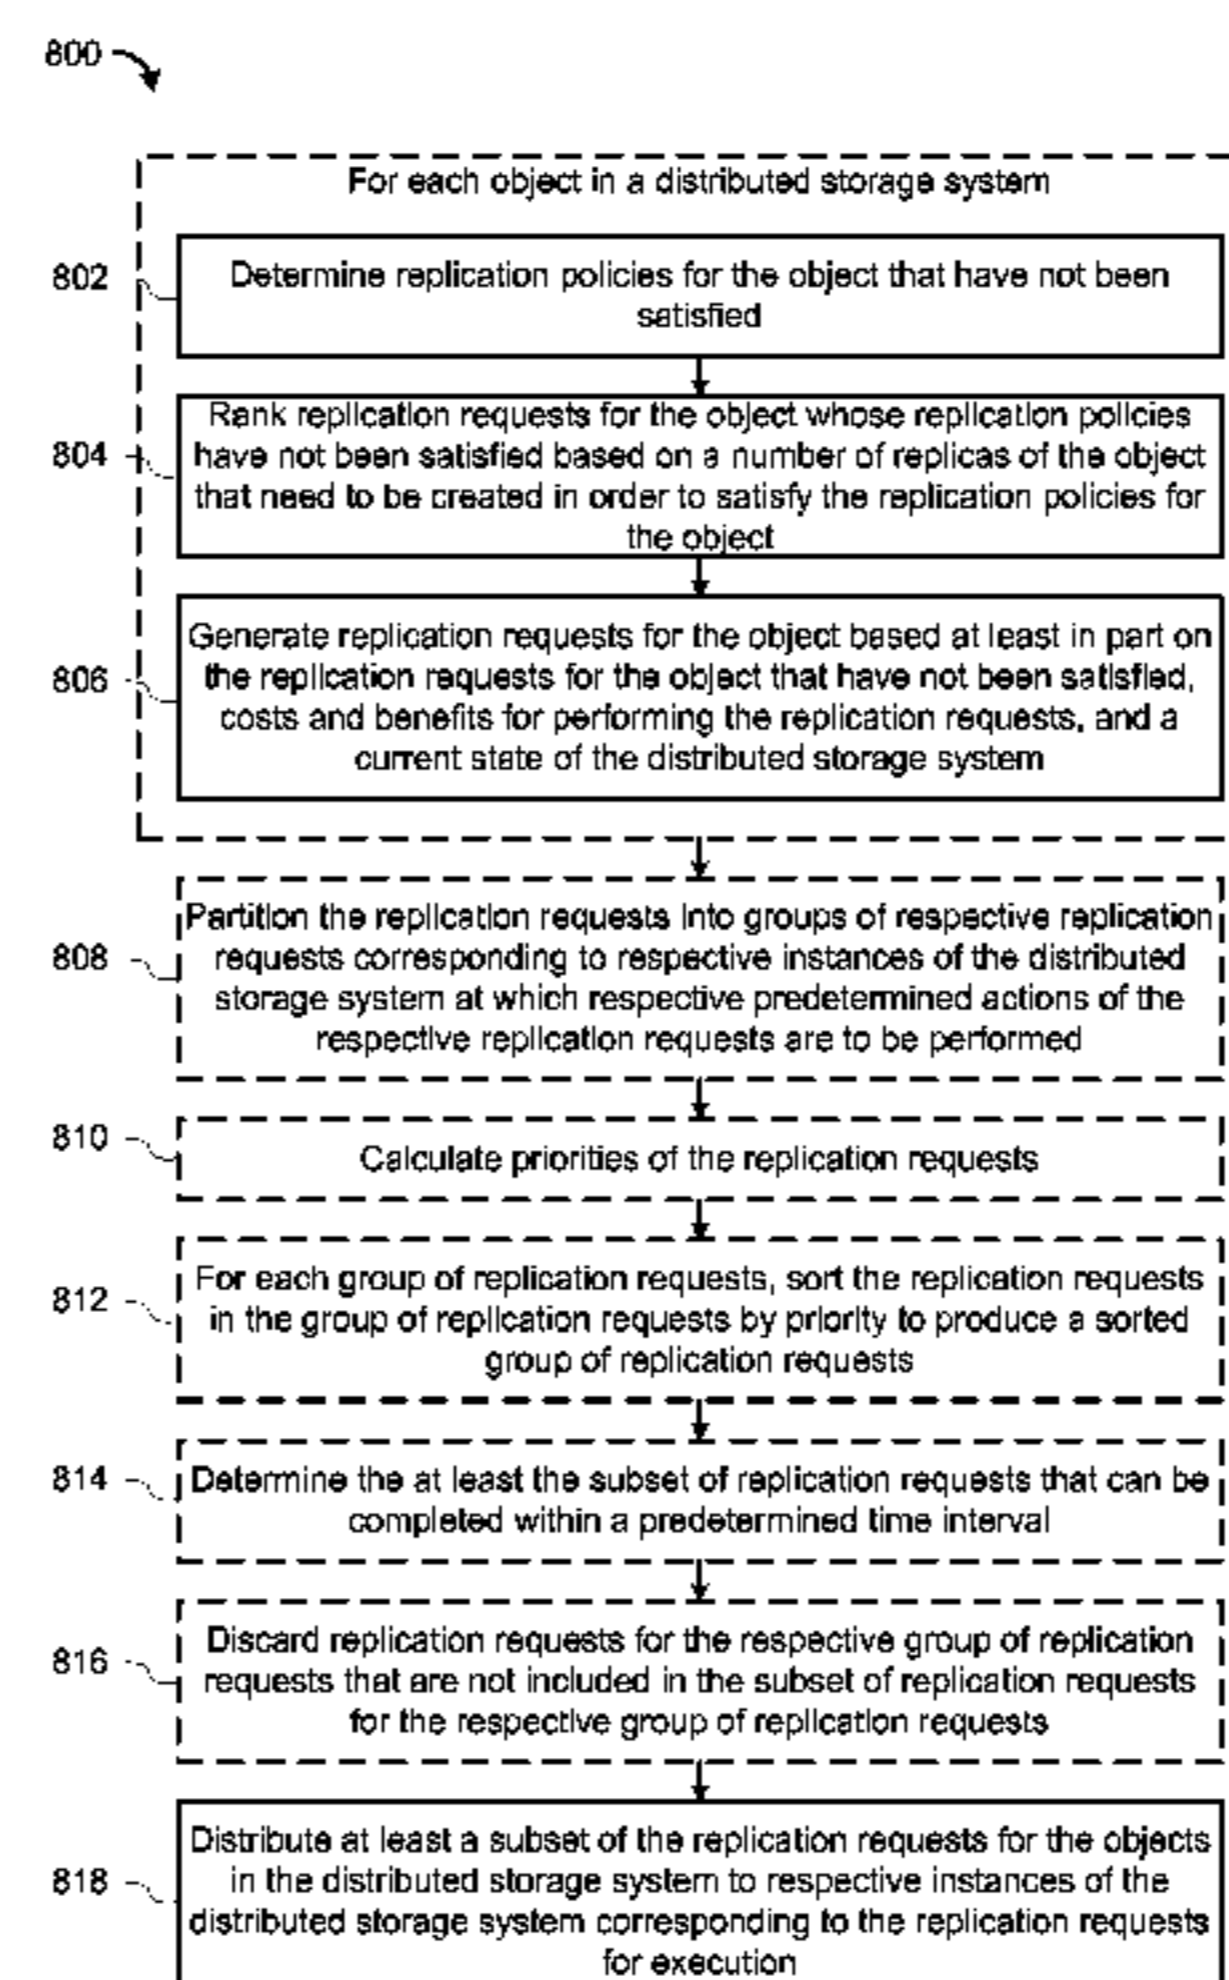 800
For each object in a distributed storage system
802
Determine replication policies for the object that have not been
satisfied
804
Rank replication requests for the object whose replication policies
have not been satisfied based on a number of replicas of the object
that need to be created in order to satisfy the replication policies for
the object
806
Generate replication requests for the object based at least in part on
the replication requests for the object that have not been satisfied,
costs and benefits for performing the replication requests, and a
current state of the distributed storage system
808
Partition the replication requests into groups of respective replication
requests corresponding to respective instances of the distributed
storage system at which respective predetermined actions of the
respective replication requests are to be performed
810
Calculate priorities of the replication requests
812
For each group of replication requests, sort the replication requests
in the group of replication requests by priority to produce a sorted
group of replication requests
814
Determine the at least the subset of replication requests that can be
completed within a predetermined time interval
816
Discard replication requests for the respective group of replication
requests that are not included in the subset of replication requests
for the respective group of replication requests
818
Distribute at least a subset of the replication requests for the objects
in the distributed storage system to respective instances of the
distributed storage system corresponding to the replication requests
for execution